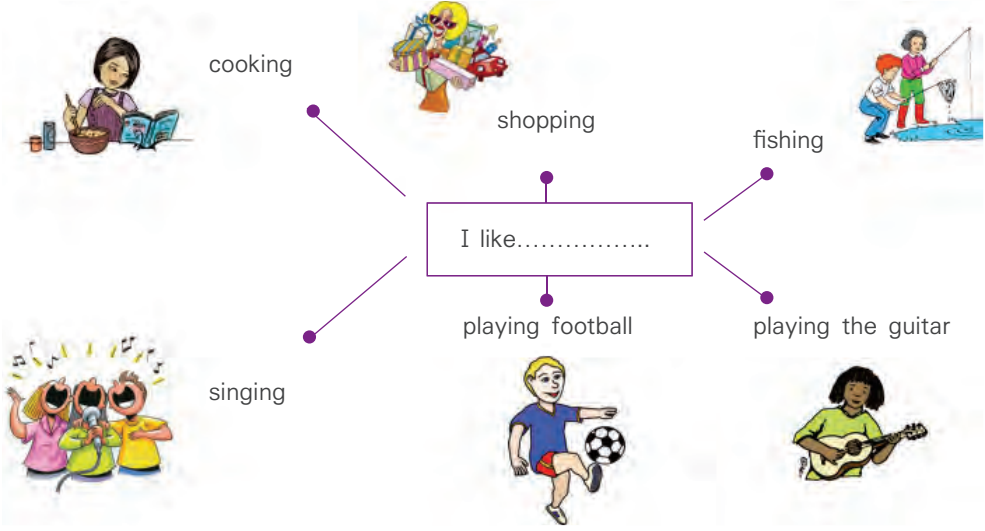 cooking
shopping
fishing
I like……………..
playing football
playing the guitar
singing